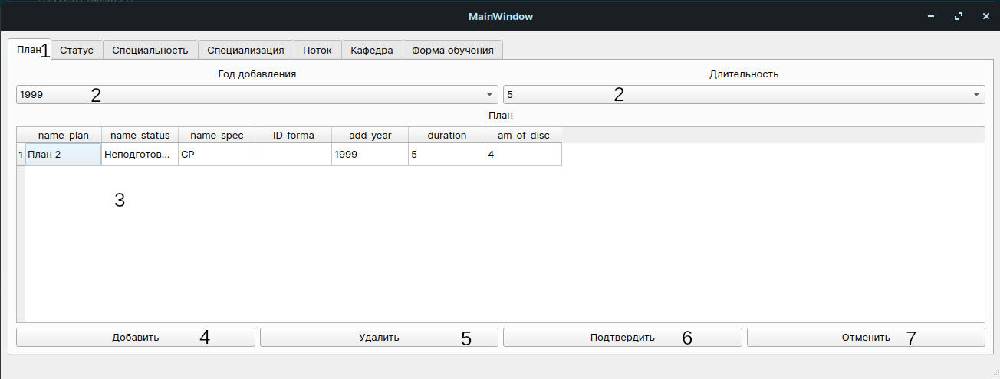 MainWindow
План 1 Статус Специальность Специализация Поток Кафедра Форма обучения
Год добавления Длительность
1999 2 5 2
План
name_plan name_status name_spec ID_forma add_year duration am_of_disc
1 План 2 Неподготов... СР 1999 5 4
3
Добавить 4 Удалить 5 Подтвердить 6 Отменить 7